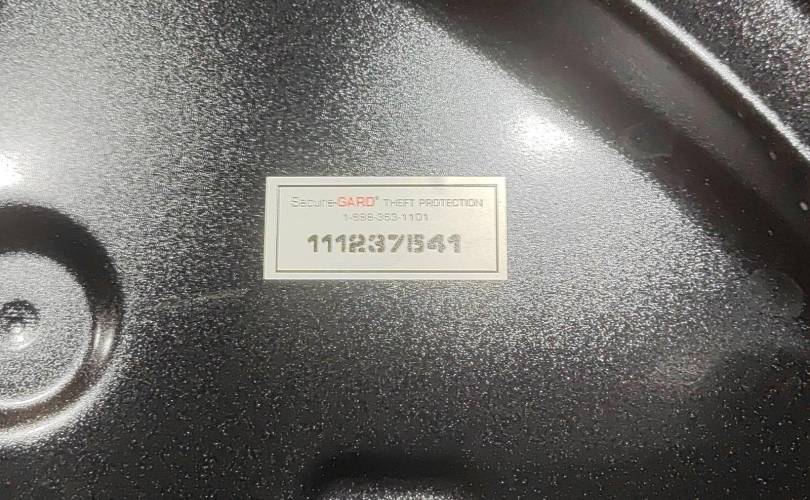 Secure-GARD® THEFT PROTECTION
1-888-363-1101
111237541